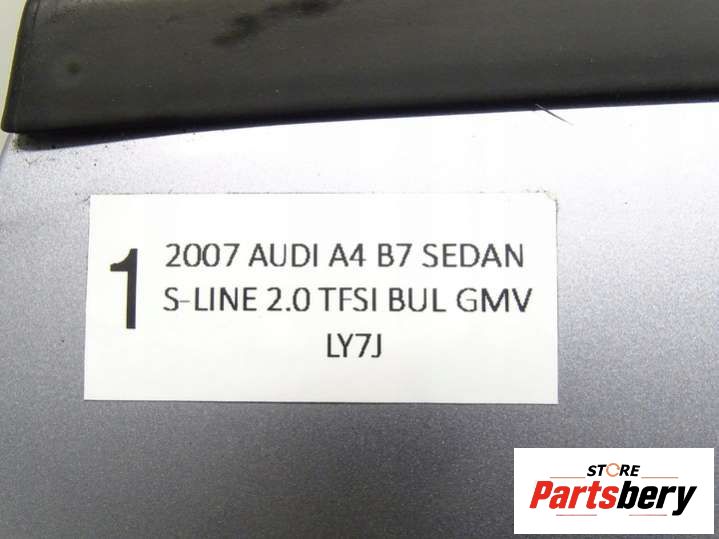 1
2007 AUDI A4 B7 SEDAN
S-LINE 2.0 TFSI BUL GMV
LY7J
STORE
Partsbery